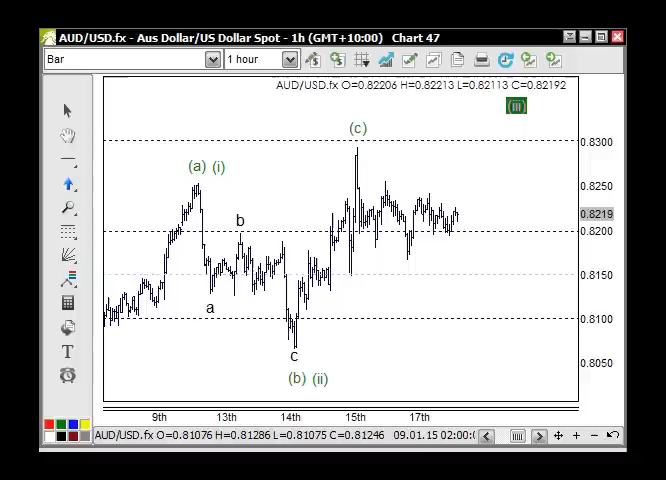 AUD/USD.fx - Aus Dollar/US Dollar Spot - 1h (GMT+10:00) Chart 47
Bar
1 hour
AUD/USD.fx O=0.82206 H=0.82213 L=0.82113 C=0.82192
(iii)
(c)
0.8300
(a) (i)
0.8250
b
0.8219
0.8200
0.8150
a
0.8100
c
0.8050
(b) (ii)
9th 13th 14th 15th 17th
T
AUD/USD.fx O=0.81076 H=0.81286 L=0.81075 C=0.81246 09.01.15 02:00:0